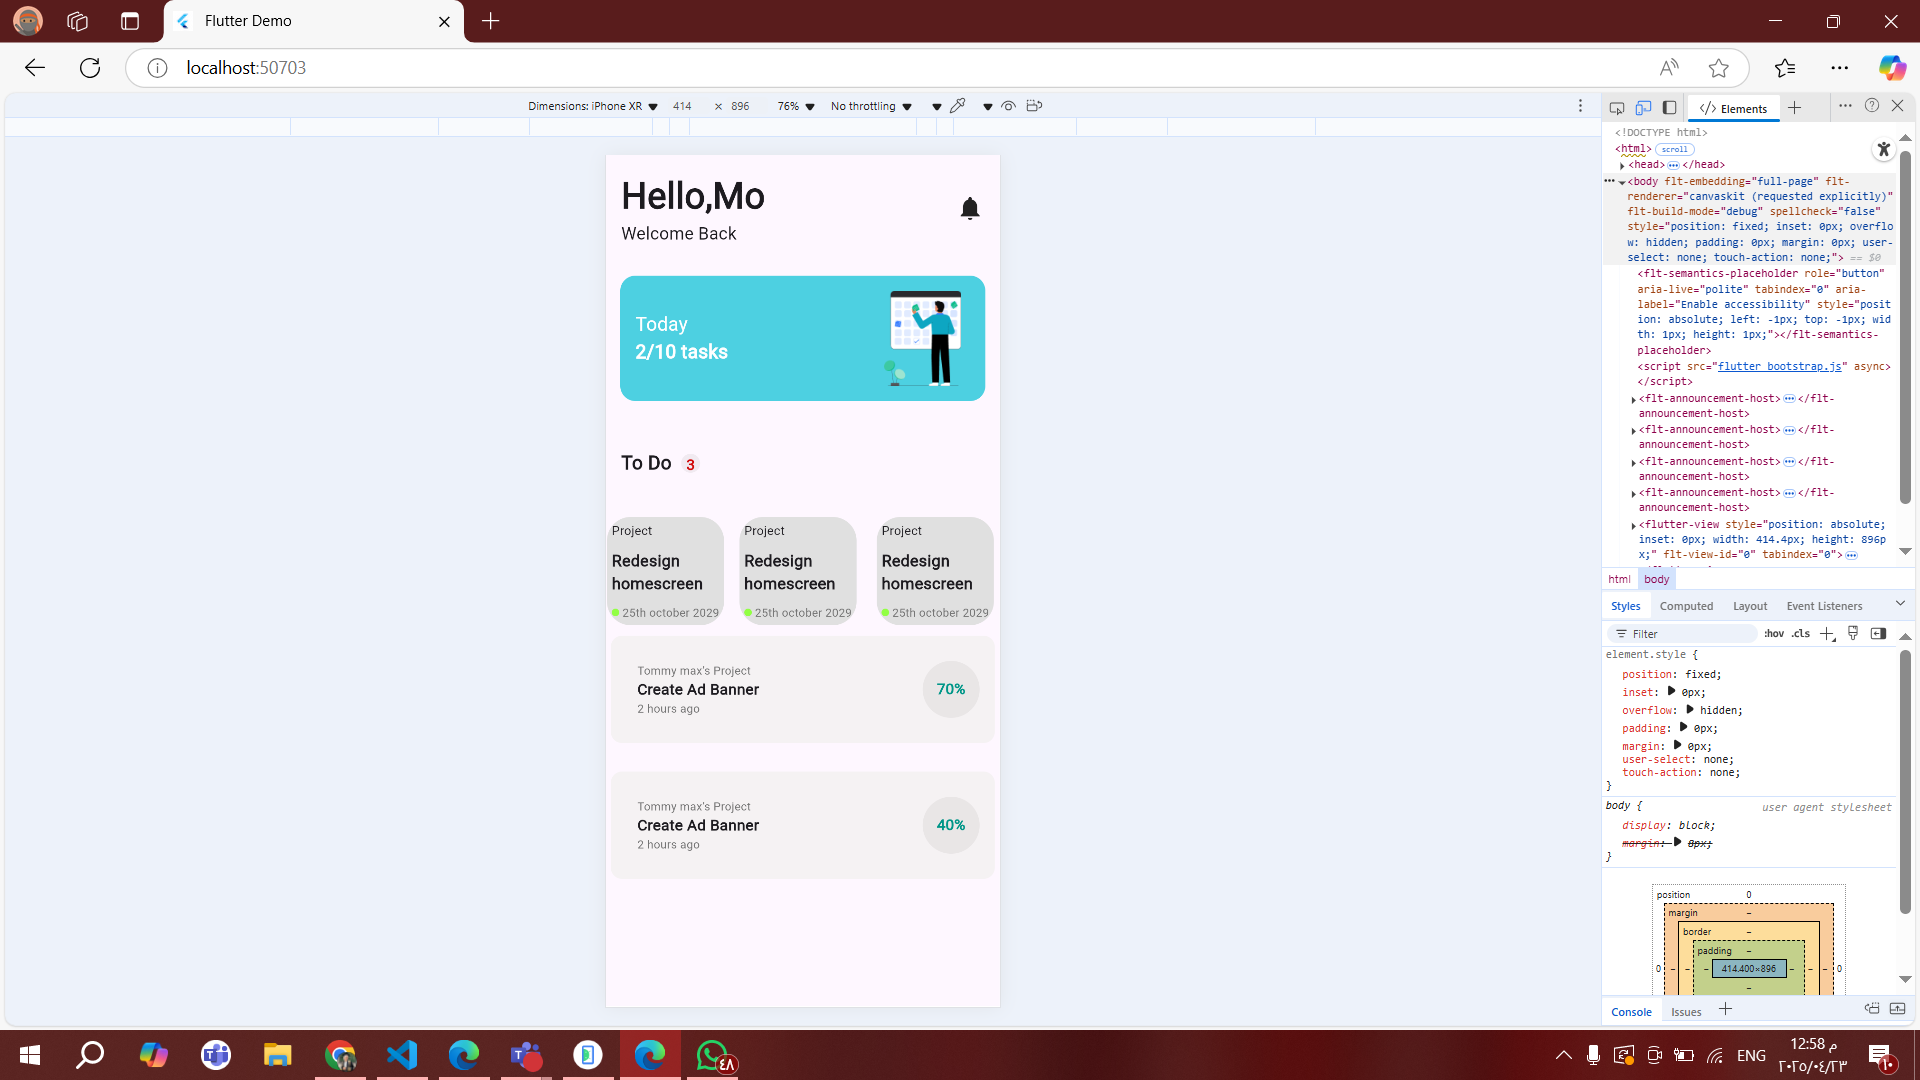 Flutter Demo
localhost:50703
Dimensions: iPhone XR 414 × 896 76% No throttling
Elements
Hello,Mo
Welcome Back
Today
2/10 tasks
To Do 3
Project Project Project
Redesign Redesign Redesign
homescreen homescreen homescreen
25th october 2029 25th october 2029 25th october 2029
Tommy max's Project
Create Ad Banner
2 hours ago
70%
Tommy max's Project
Create Ad Banner
2 hours ago
40%
<!DOCTYPE html>
<html> scroll
<head> </head>
<body flt-embedding="full-page" flt-
renderer="canvaskit (requested explicitly)"
flt-build-mode="debug" spellcheck="false"
style="position: fixed; inset: 0px; overflo
w: hidden; padding: 0px; margin: 0px; user-
select: none; touch-action: none;"> == $0
<flt-semantics-placeholder role="button"
aria-live="polite" tabindex="0" aria-
label="Enable accessibility" style="posit
ion: absolute; left: -1px; top: -1px; wid
th: 1px; height: 1px;"></flt-semantics-
placeholder>
<script src="flutter_bootstrap.js" async>
</script>
<flt-announcement-host> </flt-
announcement-host>
<flt-announcement-host> </flt-
announcement-host>
<flt-announcement-host> </flt-
announcement-host>
<flt-announcement-host> </flt-
announcement-host>
<flutter-view style="position: absolute;
inset: 0px; width: 414.4px; height: 896p
x;" flt-view-id="0" tabindex="0">
html body
Styles Computed Layout Event Listeners
Filter :hov .cls
element.style {
position: fixed;
inset: 0px;
overflow: hidden;
padding: 0px;
margin: 0px;
user-select: none;
touch-action: none;
}
body { user agent stylesheet
display: block;
margin: 8px;
}
position 0
margin –
border –
padding –
0 – – – 414.400×896 – – – 0
–
Console Issues
ENG
12:58 م
٢٠٢٥/٠٤/٢٣
٤٨
١٠